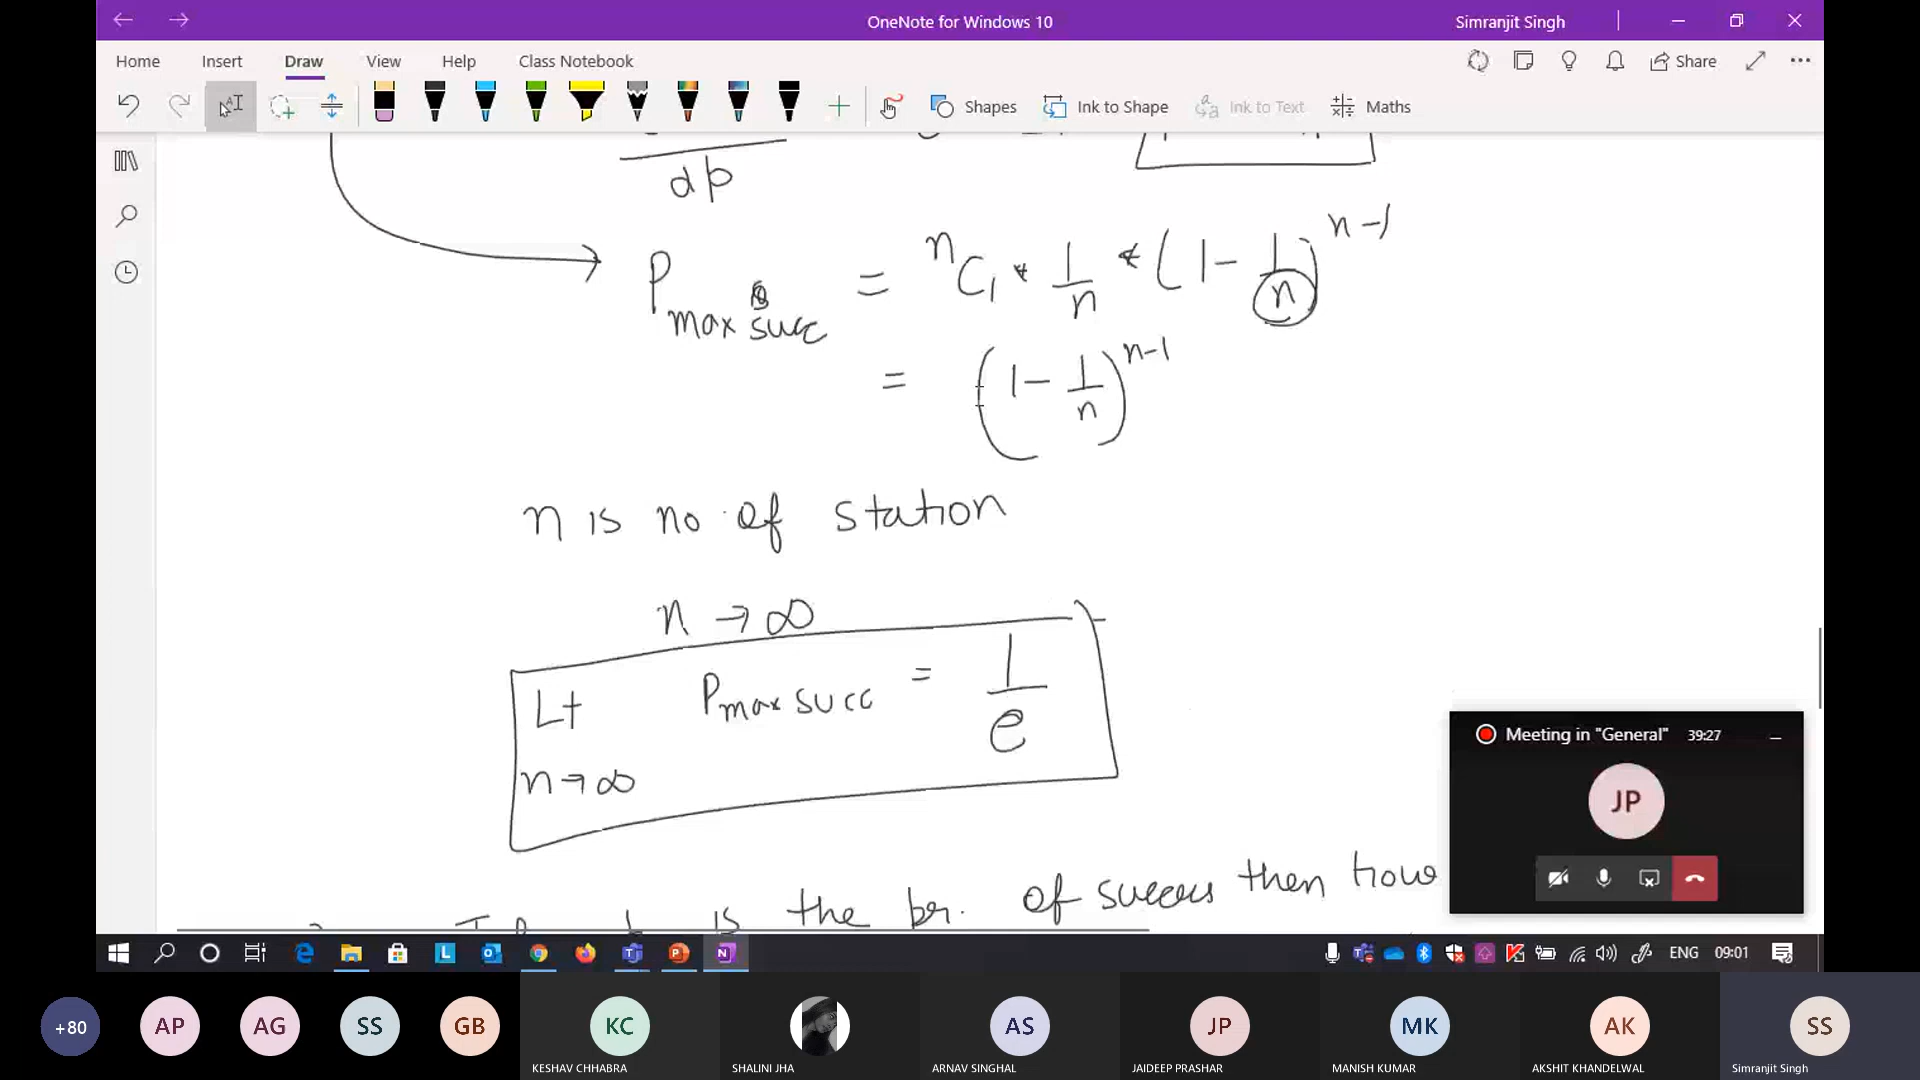 OneNote for Windows 10
Simranjit Singh
Home Insert Draw View Help Class Notebook
Share
Shapes Ink to Shape Ink to Text Maths
dp
P max succ = nC1 * 1/n * (1 - 1/n)^n-1
= (1 - 1/n)^n-1
n is no. of station
n → ∞
Lt P max succ = 1/e
n → ∞
is the pr. of success then how
Meeting in "General" 39:27
JP
ENG 09:01
+80 AP AG SS GB KC AS JP MK AK SS
KESHAV CHHABRA SHALINI JHA ARNAV SINGHAL JAIDEEP PRASHAR MANISH KUMAR AKSHIT KHANDELWAL Simranjit Singh